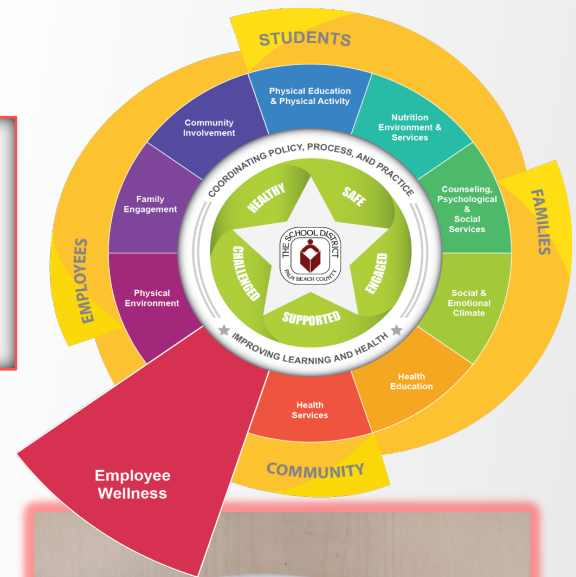 STUDENTS
Physical Education
& Physical Activity
Nutrition
Environment &
Services
Counseling,
Psychological
&
Social
Services
FAMILIES
Social &
Emotional
Climate
Health
Education
Health
Services
COMMUNITY
Employee
Wellness
Physical
Environment
EMPLOYEES
Family
Engagement
Community
Involvement
COORDINATING POLICY, PROCESS, AND PRACTICE
IMPROVING LEARNING AND HEALTH
HEALTHY
SAFE
ENGAGED
SUPPORTED
CHALLENGED
THE SCHOOL DISTRICT
PALM BEACH COUNTY